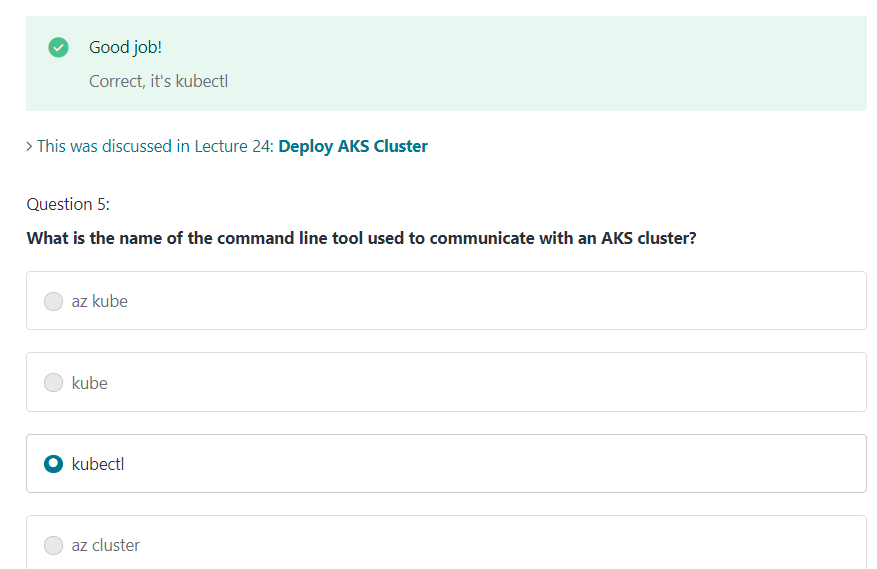 Good job!
Correct, it's kubectl
> This was discussed in Lecture 24: Deploy AKS Cluster
Question 5:
What is the name of the command line tool used to communicate with an AKS cluster?
az kube
kube
kubectl
az cluster